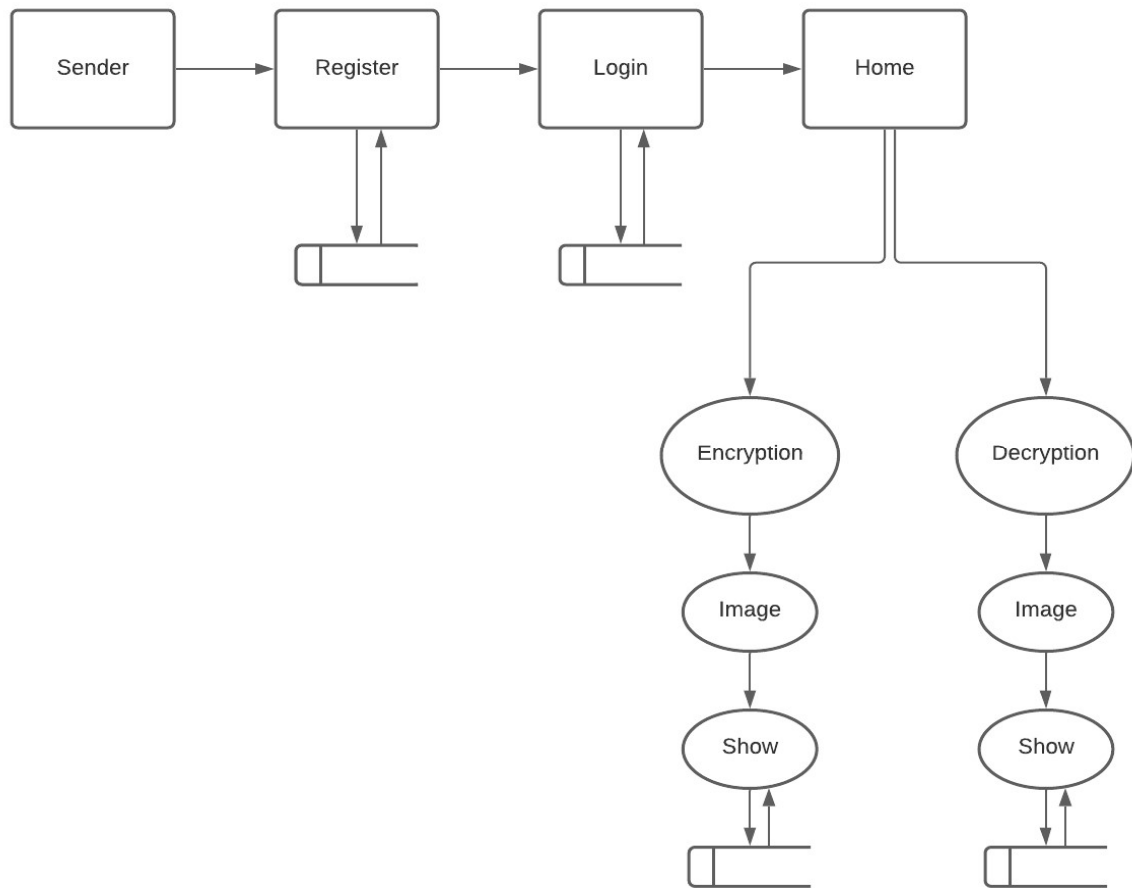 Sender
Register
Login
Home
Encryption
Decryption
Image
Image
Show
Show